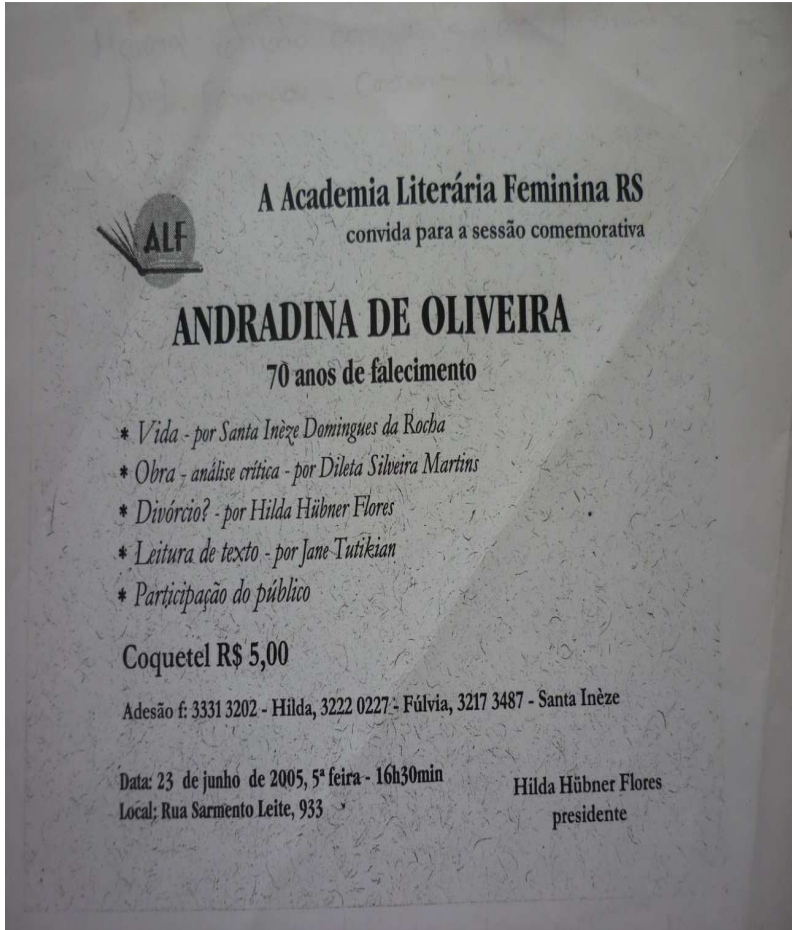 A Academia Literária Feminina RS
convida para a sessão comemorativa
ALF
ANDRADINA DE OLIVEIRA
70 anos de falecimento
* Vida - por Santa Inèze Domingues da Rocha
* Obra - análise crítica - por Dileta Silveira Martins
* Divórcio? - por Hilda Hübner Flores
* Leitura de texto - por Jane Tutikian
* Participação do público
Coquetel R$ 5,00
Adesão f: 3331 3202 - Hilda, 3222 0227 - Fúlvia, 3217 3487 - Santa Inèze
Data: 23 de junho de 2005, 5ª feira - 16h30min
Local: Rua Sarmento Leite, 933
Hilda Hübner Flores
presidente